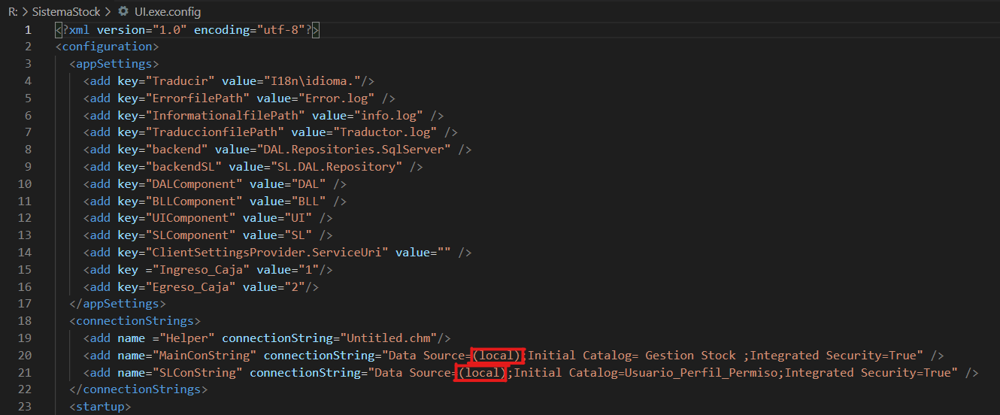 R: > SistemaStock > UI.exe.config
1 <?xml version="1.0" encoding="utf-8"?>
2 <configuration>
3 <appSettings>
4 <add key="Traducir" value="I18n\idioma."/>
5 <add key="ErrorfilePath" value="Error.log" />
6 <add key="InformationalfilePath" value="info.log" />
7 <add key="TraduccionfilePath" value="Traductor.log" />
8 <add key="backend" value="DAL.Repositories.SqlServer" />
9 <add key="backendSL" value="SL.DAL.Repository" />
10 <add key="DALComponent" value="DAL" />
11 <add key="BLLComponent" value="BLL" />
12 <add key="UIComponent" value="UI" />
13 <add key="SLComponent" value="SL" />
14 <add key="ClientSettingsProvider.ServiceUri" value="" />
15 <add key ="Ingreso_Caja" value="1"/>
16 <add key="Egreso_Caja" value="2"/>
17 </appSettings>
18 <connectionStrings>
19 <add name ="Helper" connectionString="Untitled.chm"/>
20 <add name="MainConString" connectionString="Data Source=(local);Initial Catalog= Gestion Stock ;Integrated Security=True" />
21 <add name="SLConString" connectionString="Data Source=(local);Initial Catalog=Usuario_Perfil_Permiso;Integrated Security=True" />
22 </connectionStrings>
23 <startup>